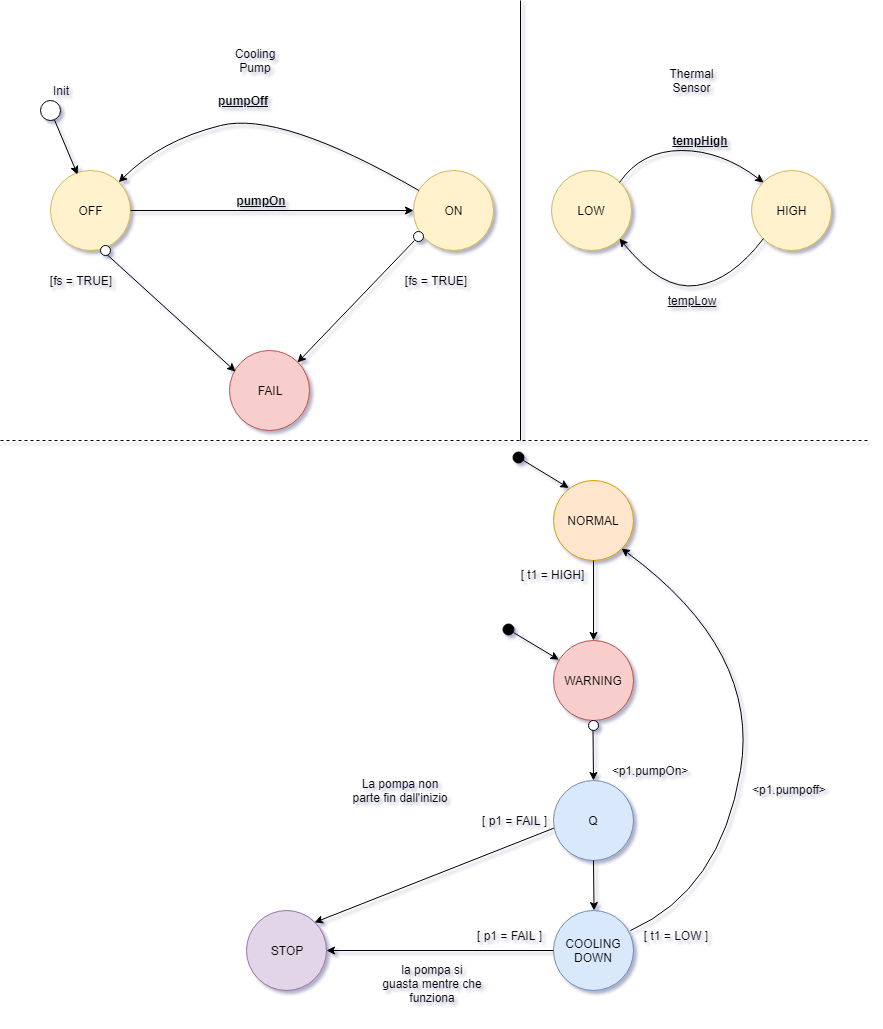 Cooling
Pump
Thermal
Sensor
Init
pumpOff
tempHigh
OFF
pumpOn
ON
LOW
HIGH
[fs = TRUE]
[fs = TRUE]
tempLow
FAIL
NORMAL
[ t1 = HIGH]
WARNING
<p1.pumpOn>
La pompa non
parte fin dall'inizio
<p1.pumpoff>
[ p1 = FAIL ]
Q
[ p1 = FAIL ]
[ t1 = LOW ]
STOP
COOLING
DOWN
la pompa si
guasta mentre che
funziona